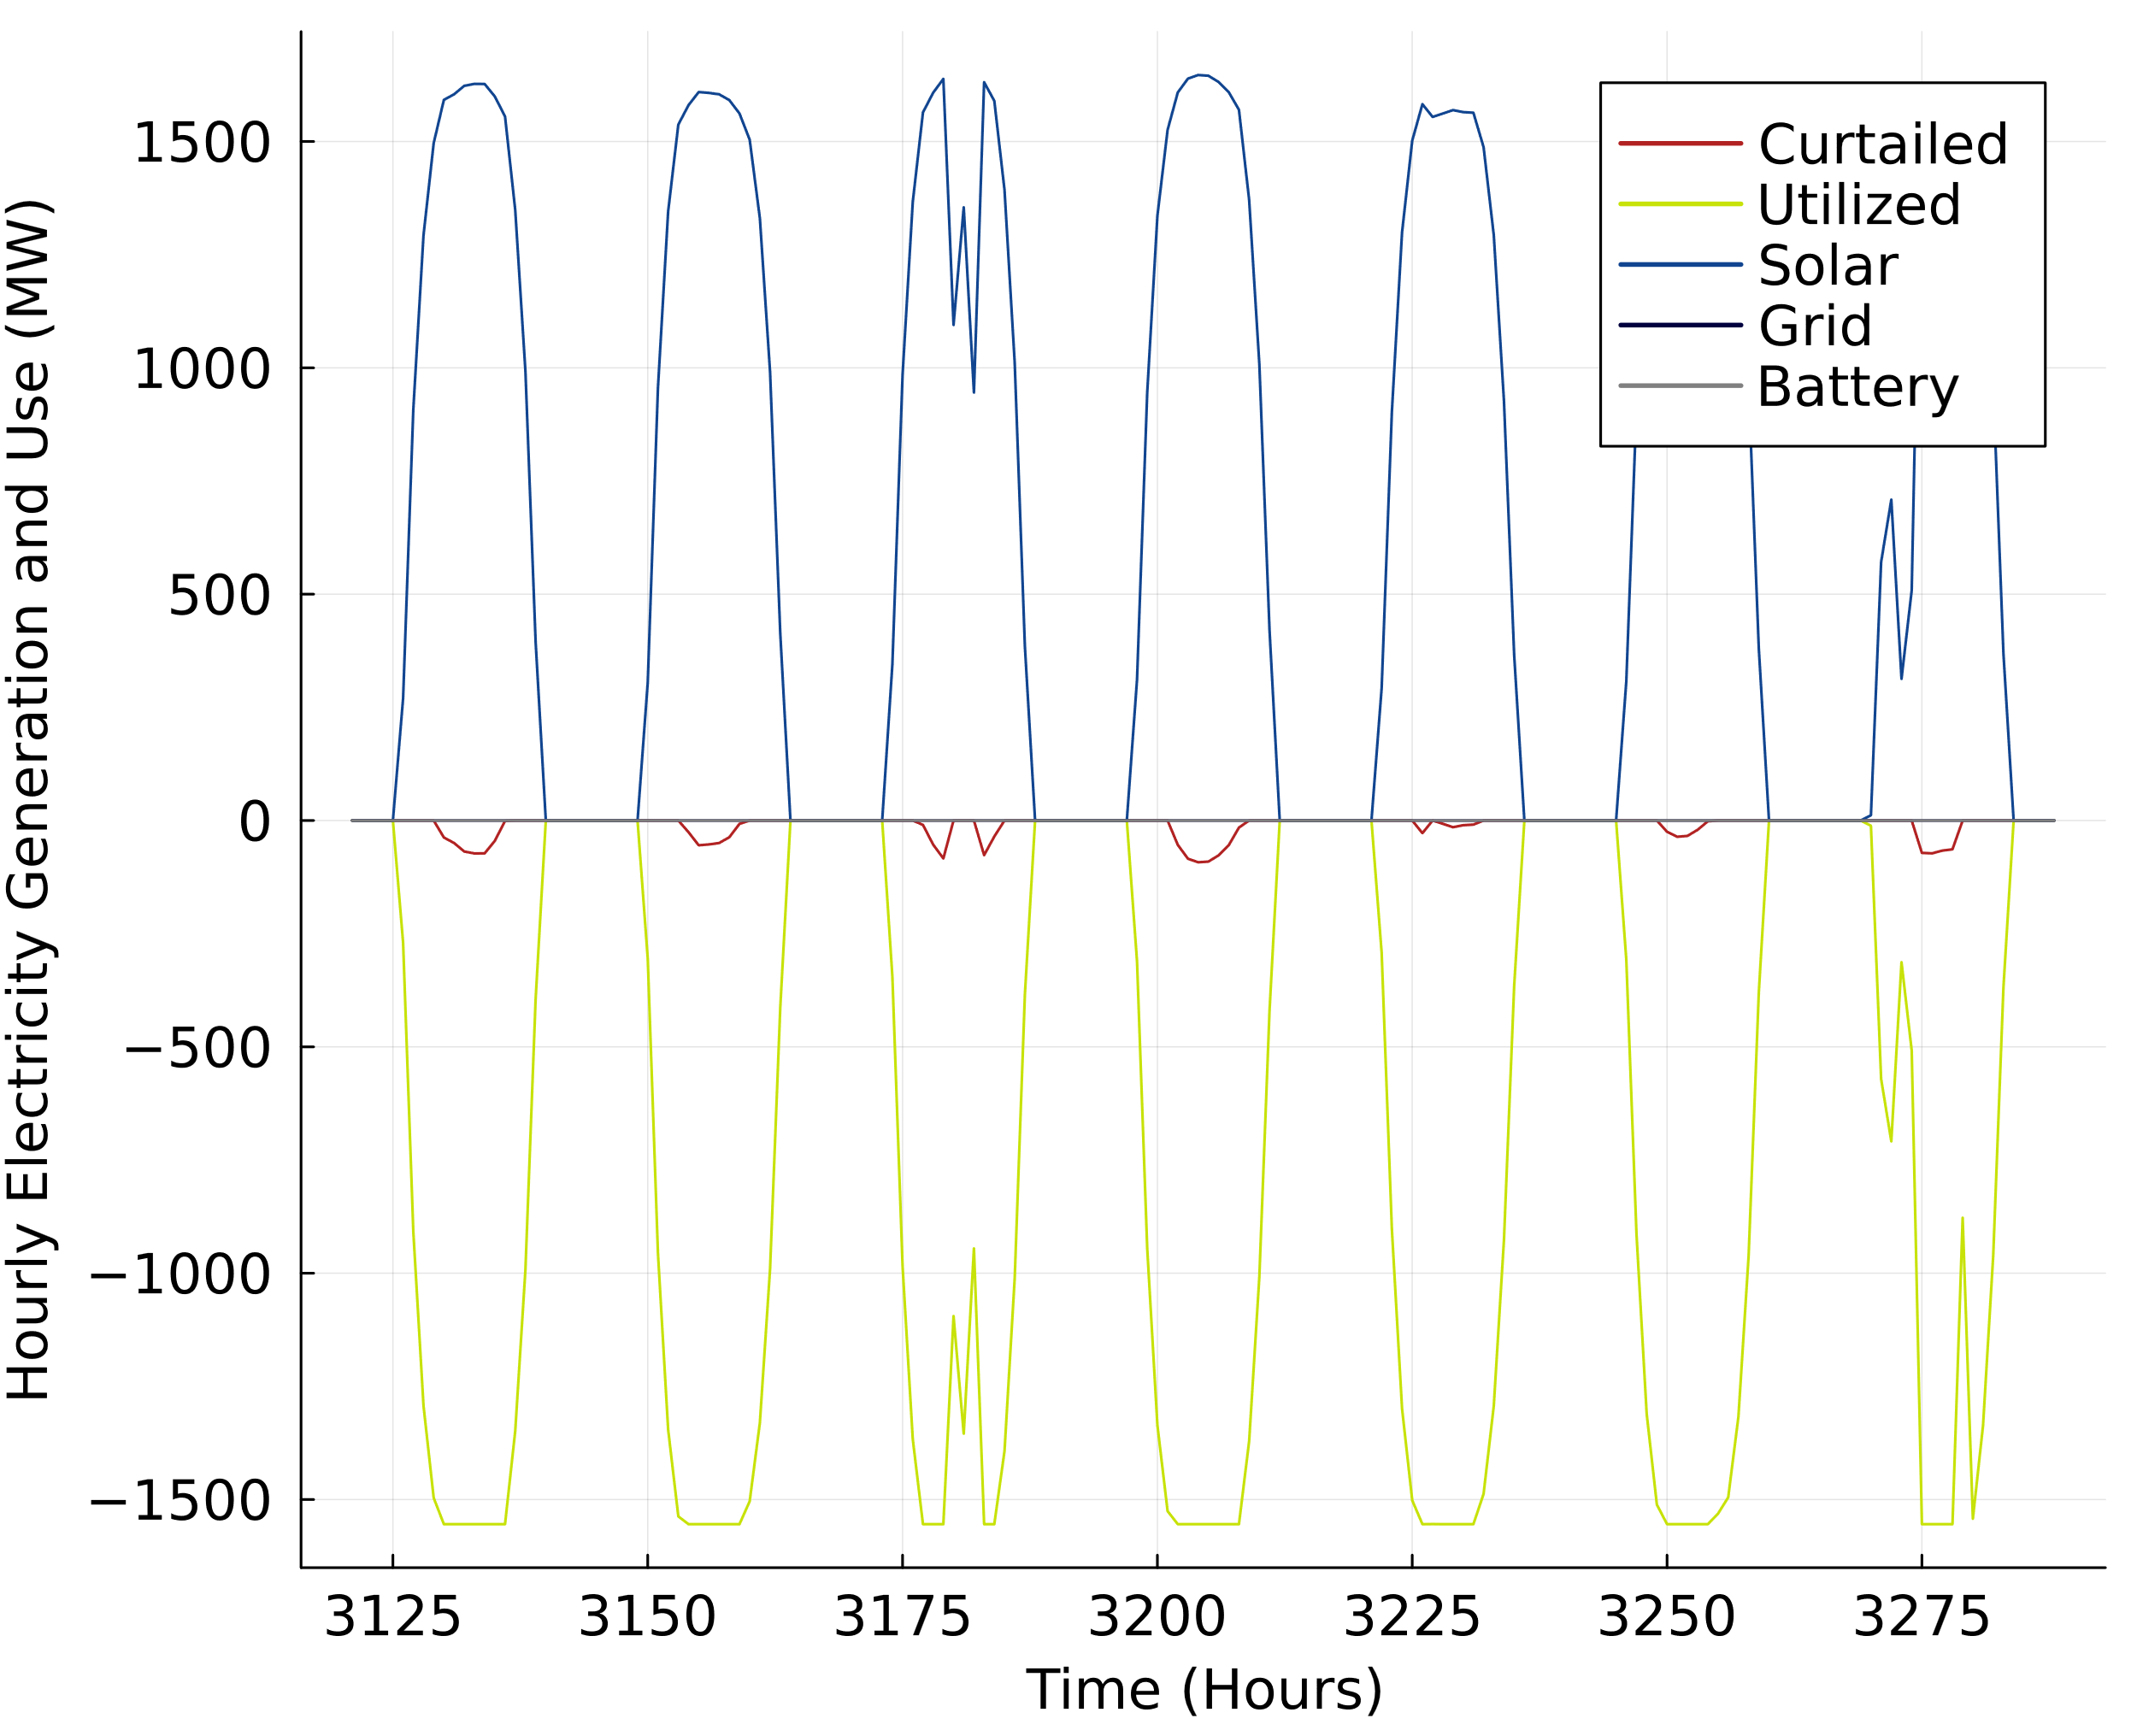 Hourly Electricity Generation and Use (MW)
1500
1000
500
0
−500
−1000
−1500
Curtailed
Utilized
Solar
Grid
Battery
3125 3150 3175 3200 3225 3250 3275
Time (Hours)